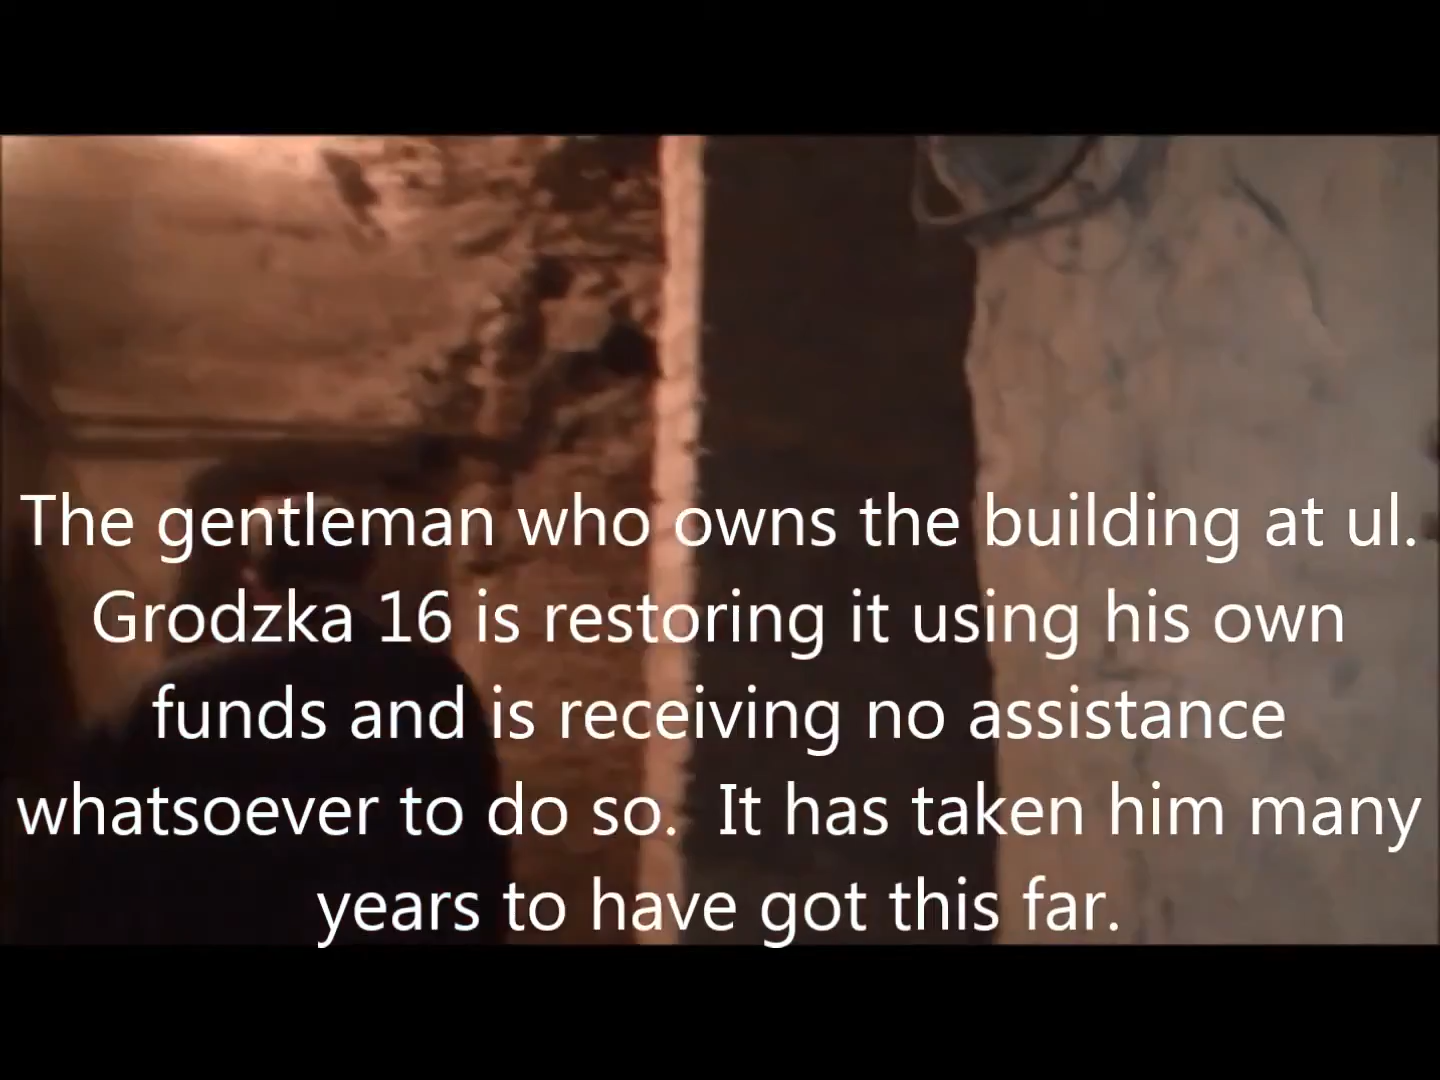 The gentleman who owns the building at ul.
Grodzka 16 is restoring it using his own
funds and is receiving no assistance
whatsoever to do so.  It has taken him many
years to have got this far.